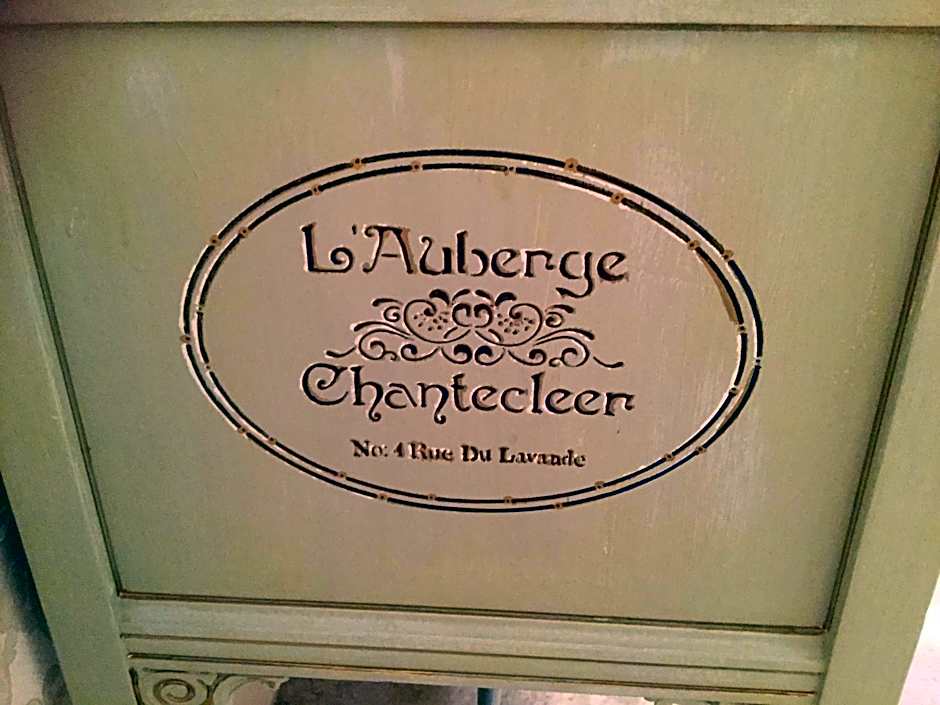 L'Auberge
Chantecleer
No: 4 Rue Du Lavande